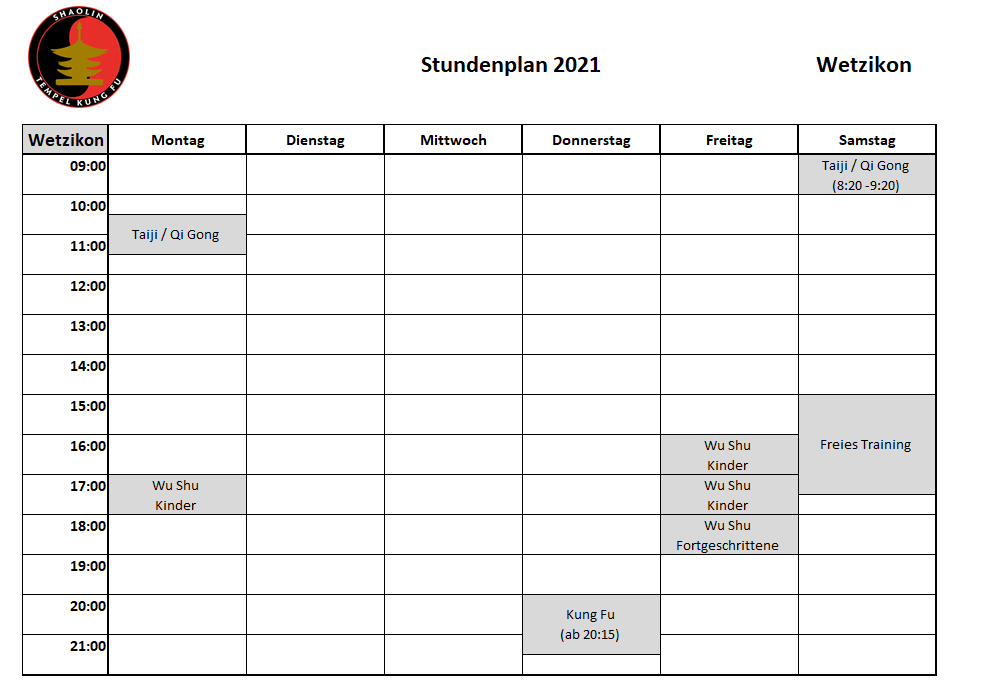 SHAOLIN
TEMPEL KUNG FU
Stundenplan 2021
Wetzikon
Wetzikon Montag Dienstag Mittwoch Donnerstag Freitag Samstag
09:00 Taiji / Qi Gong
(8:20 -9:20)
10:00
Taiji / Qi Gong
11:00
12:00
13:00
14:00
15:00
16:00 Wu Shu Freies Training
Kinder
17:00 Wu Shu Wu Shu
Kinder Kinder
18:00 Wu Shu
Fortgeschrittene
19:00
20:00 Kung Fu
(ab 20:15)
21:00